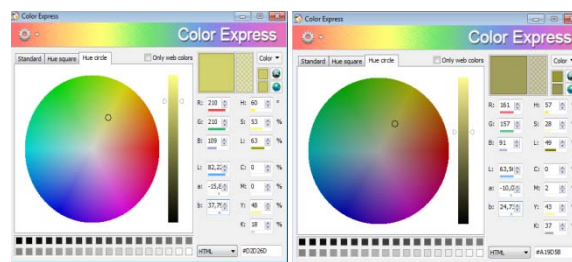 Color Express
Color Express
Standard Hue square Hue circle
Only web colors
Color
R: 210 H: 60 °
G: 210 S: 53 %
B: 109 L: 63 %
L: 82,2 C: 0 %
a: -15,8 M: 0 %
b: 37,7 Y: 48 %
K: 18 %
HTML #D2D26D
Color Express
Color Express
Standard Hue square Hue circle
Only web colors
Color
R: 161 H: 57 °
G: 157 S: 28 %
B: 91 L: 49 %
L: 63,5 C: 0 %
a: -10,0 M: 2 %
b: 24,7 Y: 43 %
K: 37 %
HTML #A19D5B